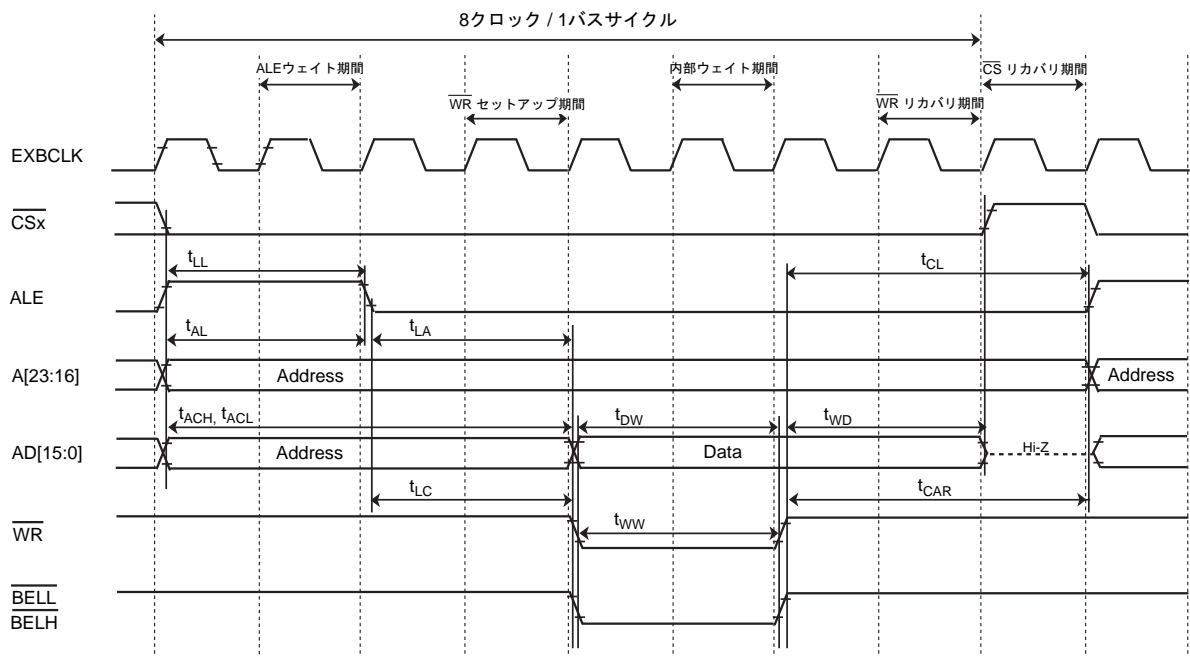 8クロック / 1バスサイクル
ALEウェイト期間
内部ウェイト期間
CS リカバリ期間
WR セットアップ期間
WR リカバリ期間
EXBCLK
CSx
tLL
tCL
ALE
tAL
tLA
A[23:16]
Address
Address
tACH, tACL
tDW
tWD
AD[15:0]
Address
Data
Hi-Z
tLC
tCAR
WR
tWW
BELL
BELH